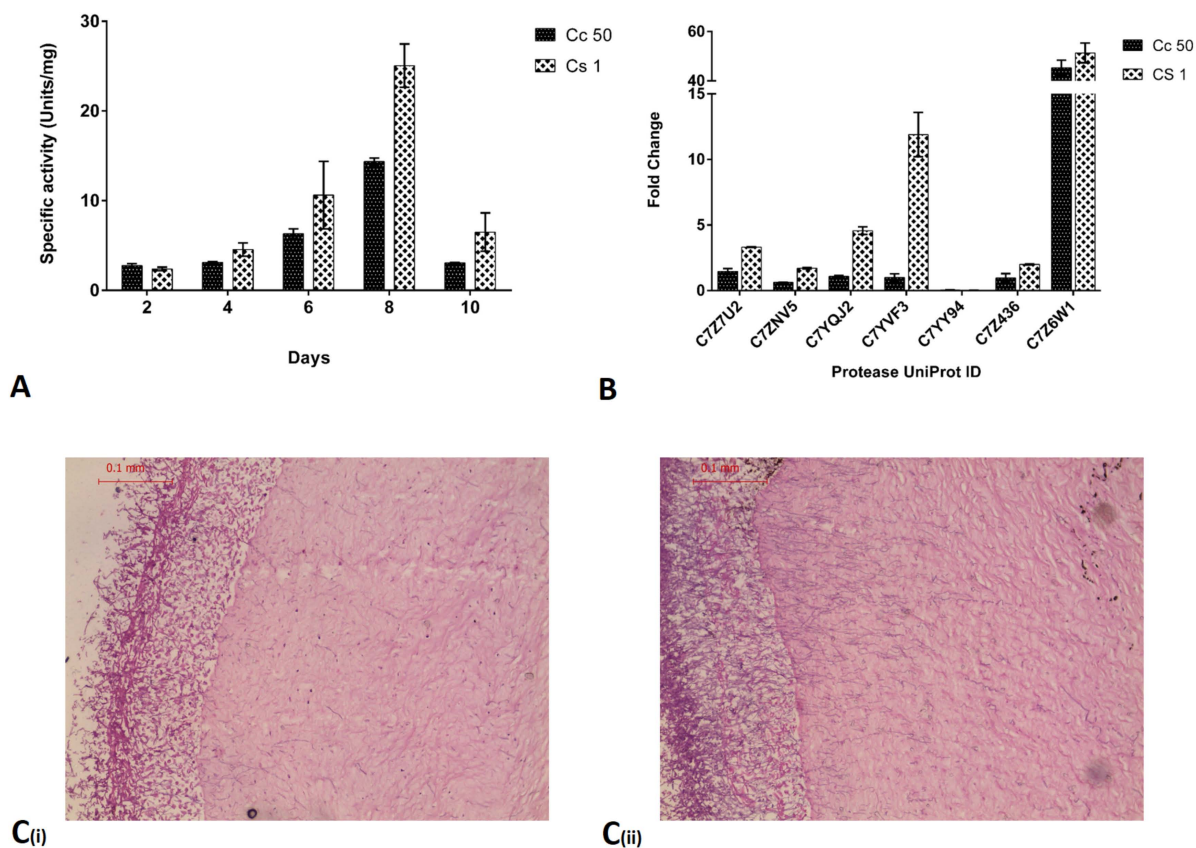 30
20
10
0
Specific activity (Units/mg)
2 4 6 8 10
Days
Cc 50
Cs 1
A
60
40
15
10
5
0
Fold Change
C7Z7U2 C7ZNV5 C7YQJ2 C7YVF3 C7YY94 C7Z436 C7Z6W1
Protease UniProt ID
Cc 50
CS 1
B
0.1 mm
C(i)
0.1 mm
C(ii)